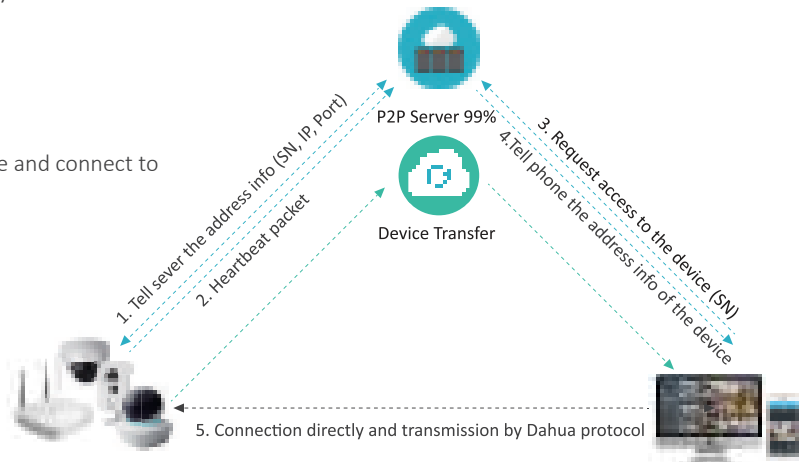 P2P Server 99%
e and connect to
Device Transfer
1. Tell sever the address info (SN, IP, Port)
2. Heartbeat packet
3. Request access to the device (SN)
4.Tell phone the address info of the device
5. Connection directly and transmission by Dahua protocol